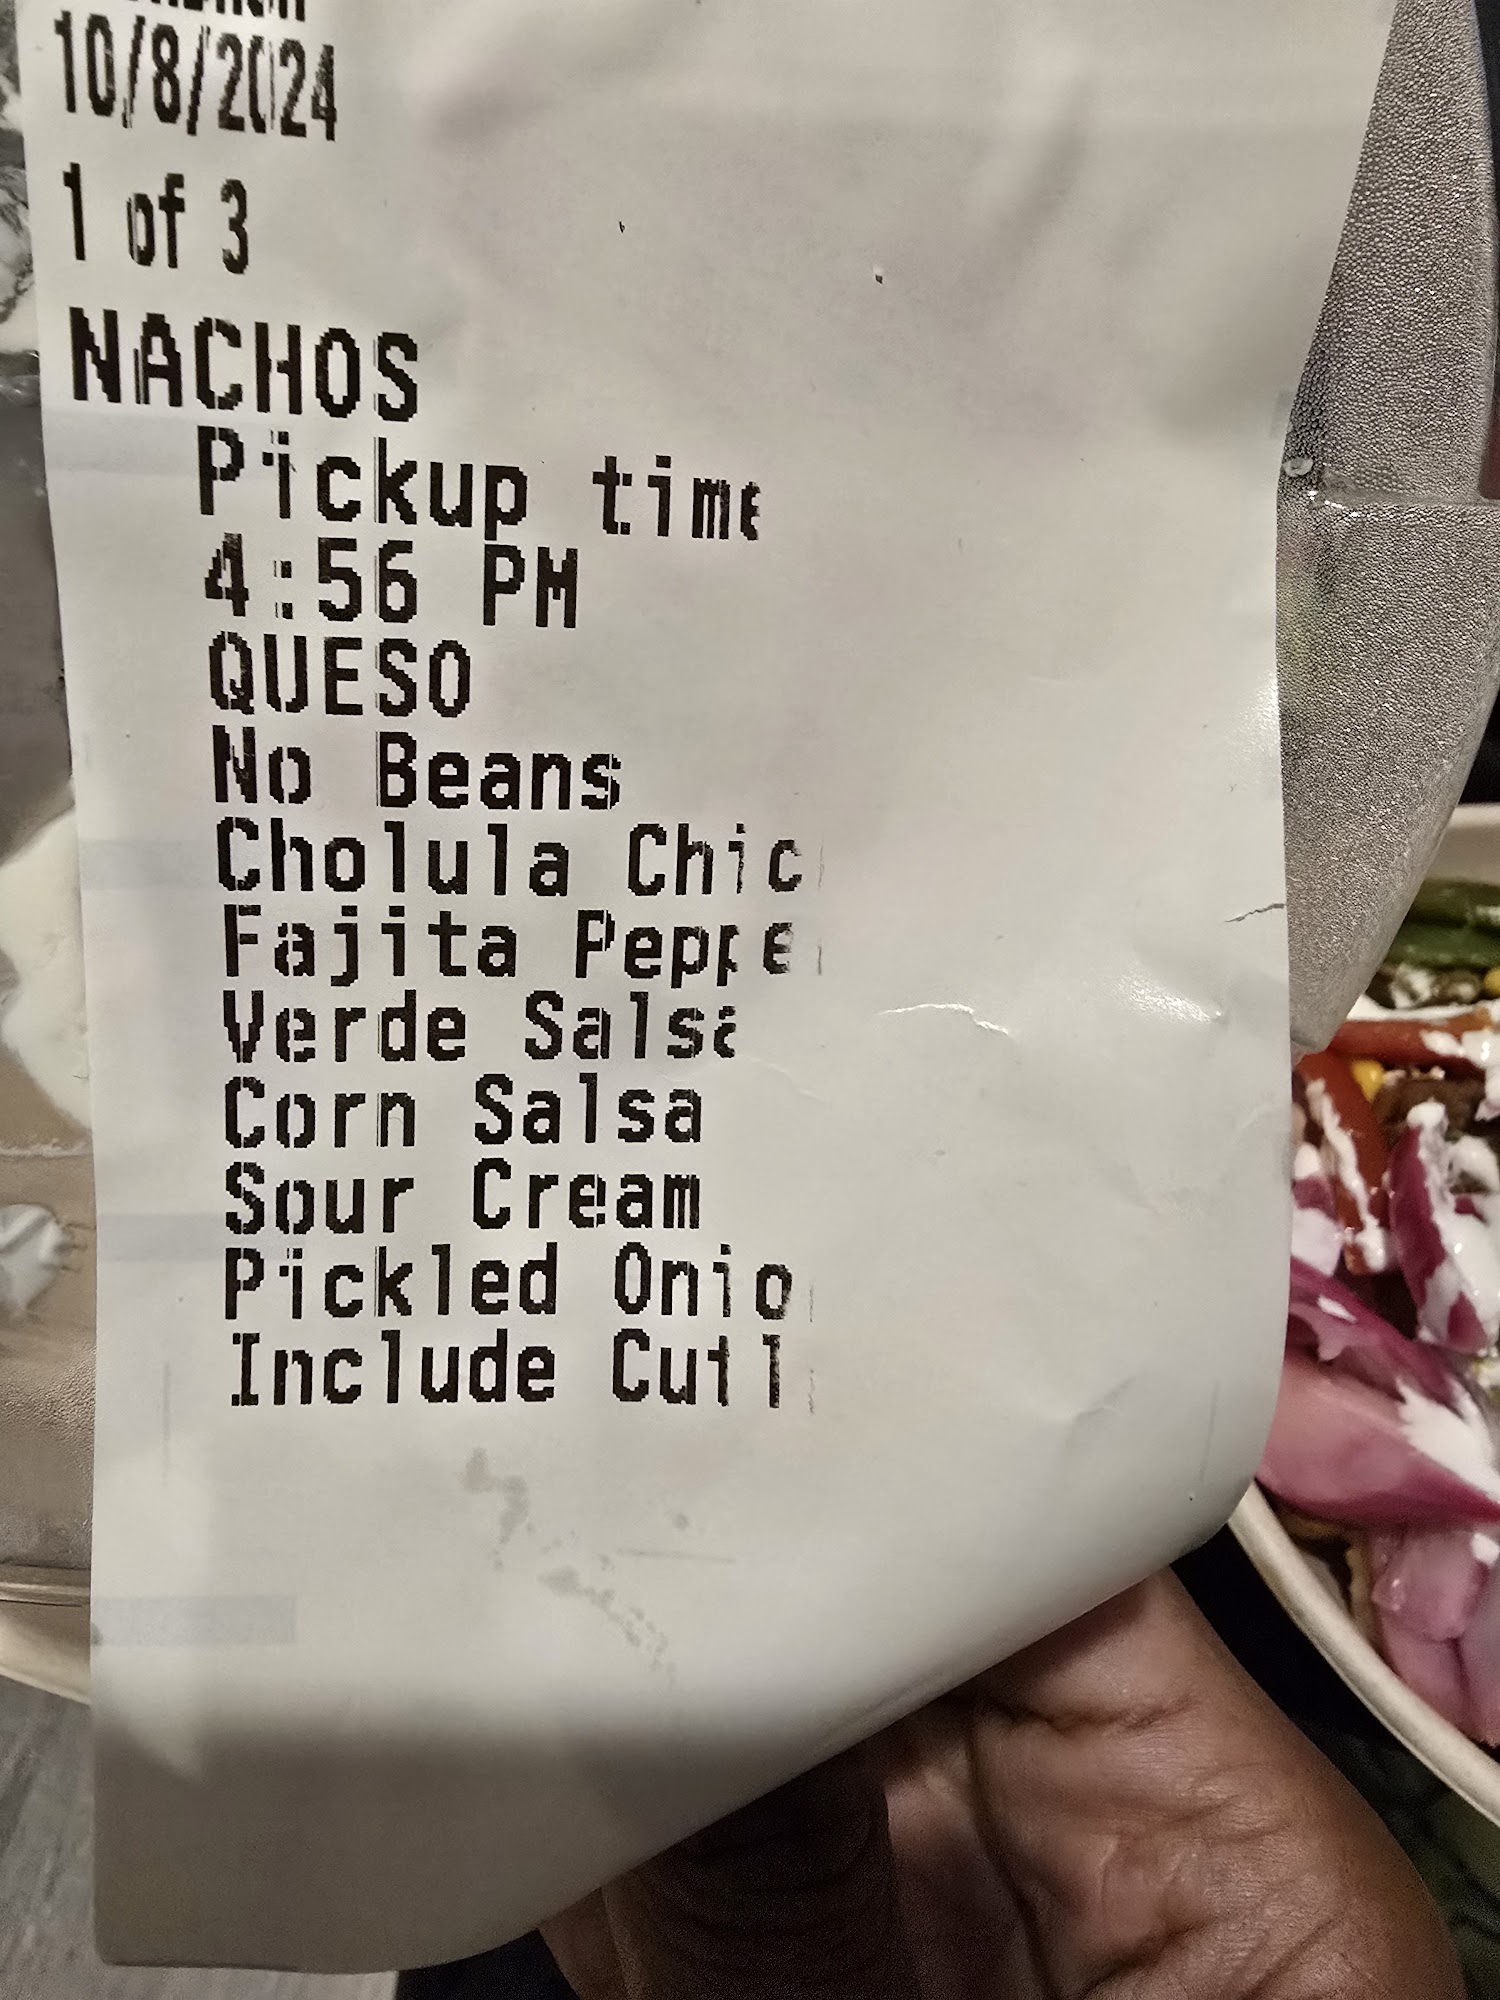 10/8/2024
1 of 3
NACHOS
Pickup time
4:56 PM
QUESO
No Beans
Cholula Chic
Fajita Peppe
Verde Salsa
Corn Salsa
Sour Cream
Pickled Onio
Include Cutl